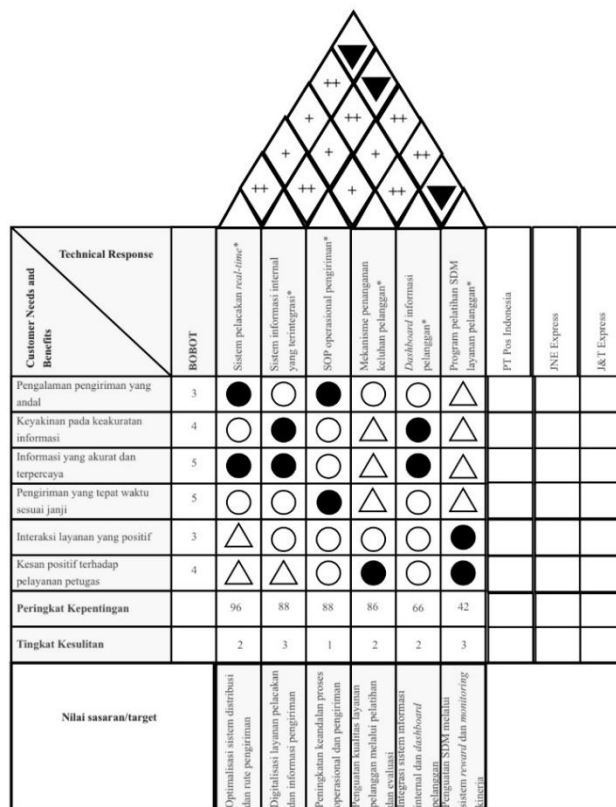 ++
+ ++ ++
+ + ++
++ ++ + ++
Technical Response
Customer Needs and
Benefits
BOBOT
Sistem pelacakan real-time*
Sistem informasi internal
yang terintegrasi*
SOP operasional pengiriman*
Mekanisme penanganan
keluhan pelanggan*
Dashboard informasi
pelanggan*
Program pelatihan SDM
layanan pelanggan*
PT Pos Indonesia
JNE Express
J&T Express
Pengalaman pengiriman yang
andal
3
Keyakinan pada keakuratan
informasi
4
Informasi yang akurat dan
terpercaya
5
Pengiriman yang tepat waktu
sesuai janji
5
Interaksi layanan yang positif
3
Kesan positif terhadap
pelayanan petugas
4
Peringkat Kepentingan 96 88 88 86 66 42
Tingkat Kesulitan 2 3 1 2 2 3
Nilai sasaran/target
Optimalisasi sistem distribusi
dan rute pengiriman
Digitalisasi layanan pelacakan
dan informasi pengiriman
Peningkatan keandalan proses
operasional dan pengiriman
Penguatan kualitas layanan
pelanggan melalui pelatihan
dan evaluasi
Integrasi sistem informasi
internal dan dashboard
pelanggan
Penguatan SDM melalui
sistem reward dan monitoring
kinerja